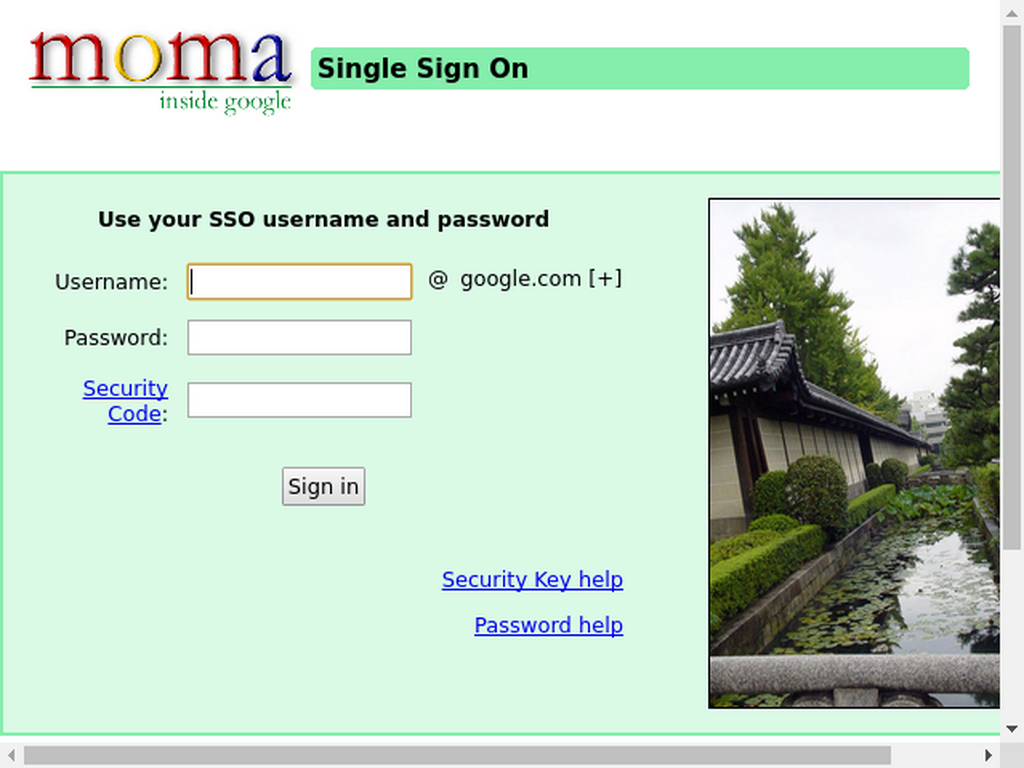 moma
inside google
Single Sign On
Use your SSO username and password
Username:
@ google.com [+]
Password:
Security
Code:
Sign in
Security Key help
Password help